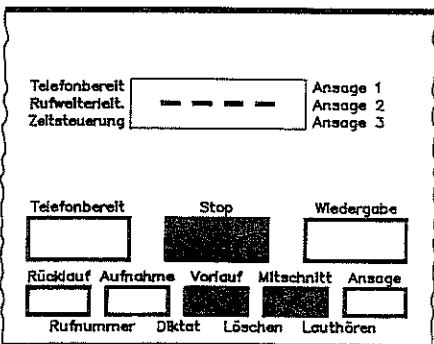 Telefonbereit Ansage 1
Rufweiterleit. Ansage 2
Zeitsteuerung Ansage 3
Telefonbereit Stop Wiedergabe
Rücklauf Aufnahme Vorlauf Mitschnitt Ansage
Rufnummer Diktat Löschen Lauthören